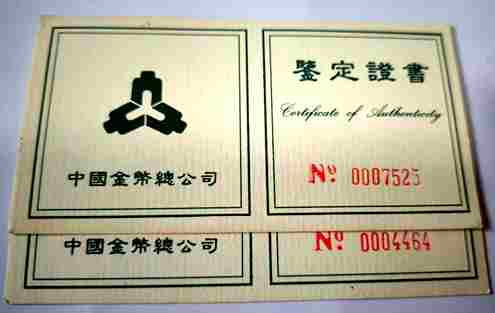 鉴定證書
Certificate of Authenticity
中國金幣總公司
Nº 0007525
中國金幣總公司
Nº 0004464